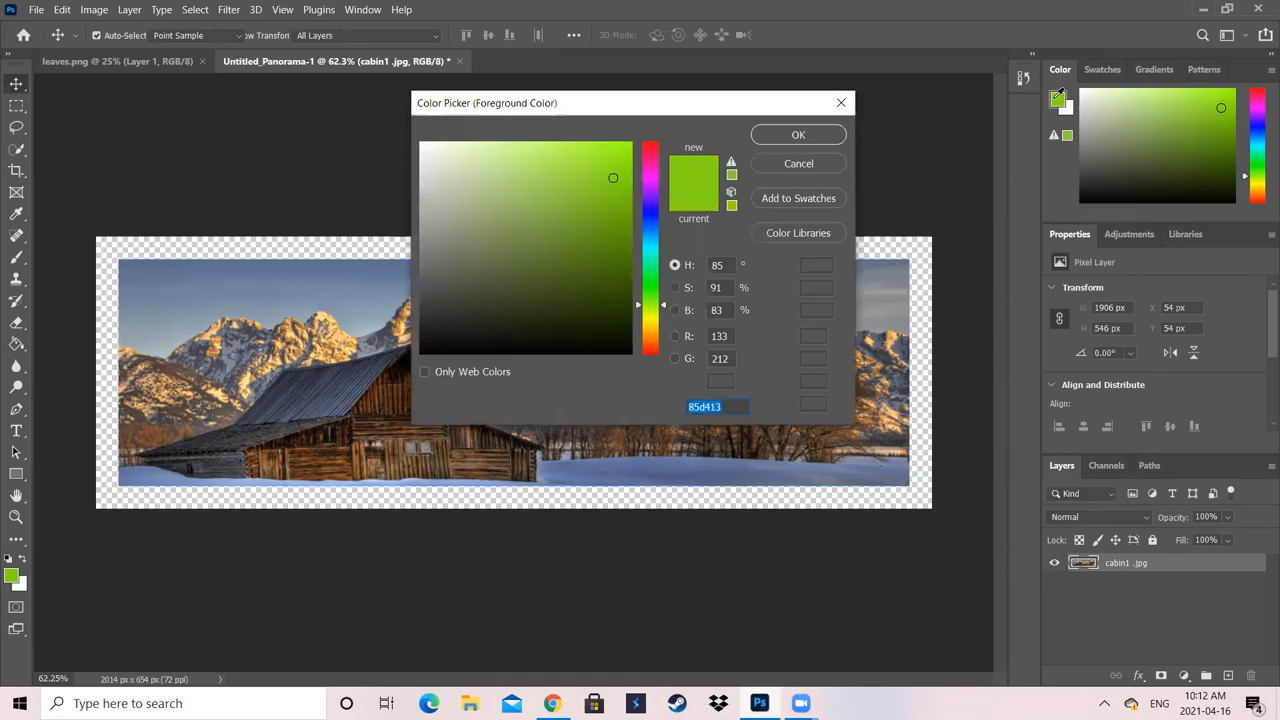 Ps File Edit Image Layer Type Select Filter 3D View Plugins Window Help
Auto-Select Point Sample ow Transfon All Layers 3D Mode:
leaves.png @ 25% (Layer 1, RGB/8) Untitled_Panorama-1 @ 62.3% (cabin1 .jpg, RGB/8) *
Color Swatches Gradients Patterns
Color Picker (Foreground Color)
OK
new
Cancel
Add to Swatches
current
Color Libraries
H: 85 °
S: 91 %
B: 83 %
R: 133
G: 212
Only Web Colors
85d413
Properties Adjustments Libraries
Pixel Layer
Transform
W 1906 px X 54 px
H 546 px Y 54 px
0.00°
Align and Distribute
Align:
Layers Channels Paths
Kind
Normal Opacity: 100%
Lock: Fill: 100%
cabin1 .jpg
62.25% 2014 px x 654 px (72 ppi)
Type here to search
Ps
ENG
10:12 AM
2021-04-16
4